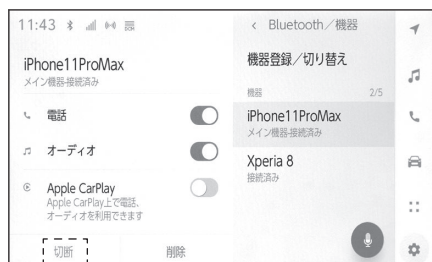 11:43
iPhone11ProMax
メイン機器-接続済み
電話
オーディオ
Apple CarPlay
Apple CarPlay上で電話、
オーディオを利用できます
切断
削除
< Bluetooth／機器
機器登録／切り替え
機器 2/5
iPhone11ProMax
メイン機器-接続済み
Xperia 8
接続済み